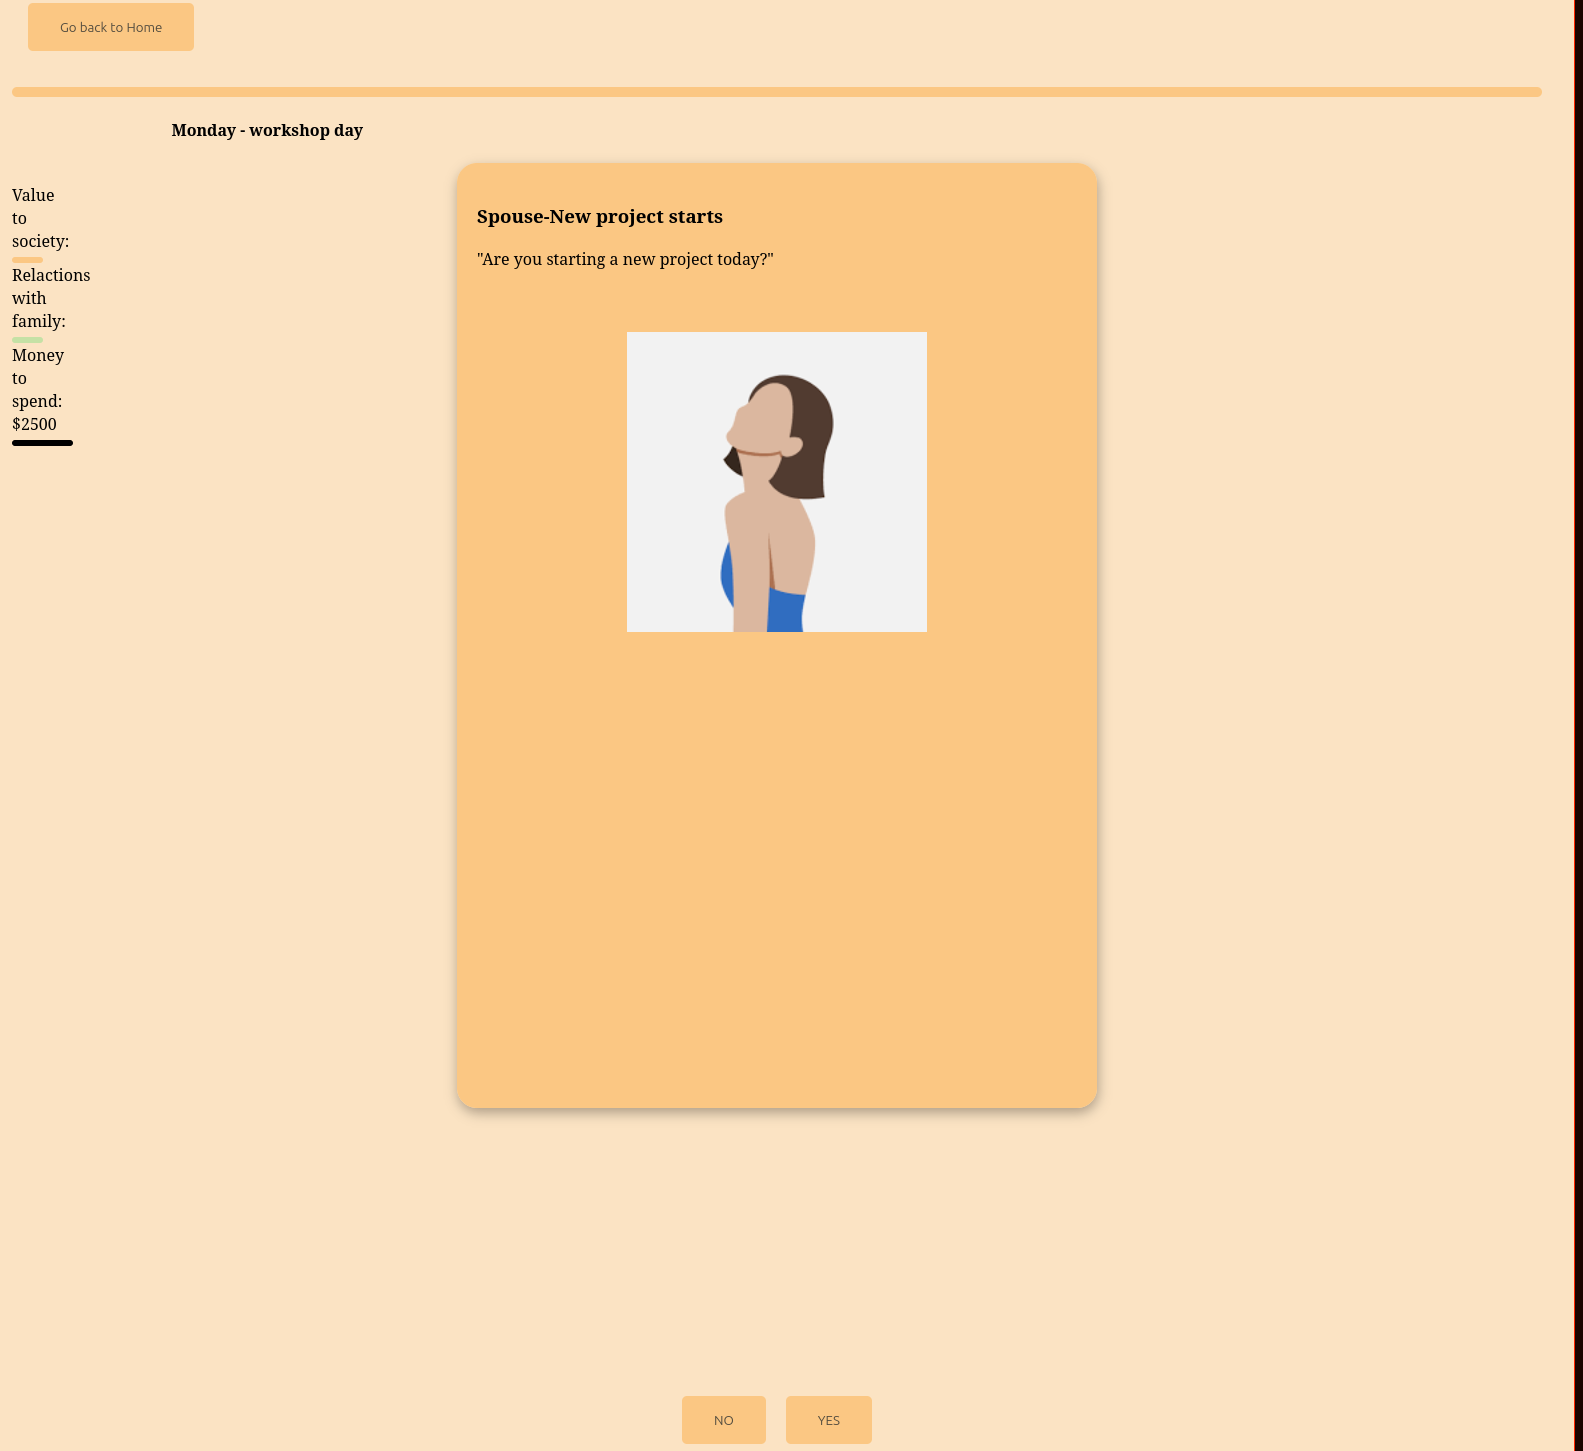 Go back to Home
Monday - workshop day
Value
to
society:
Relactions
with
family:
Money
to
spend:
$2500
Spouse-New project starts
"Are you starting a new project today?"
NO
YES